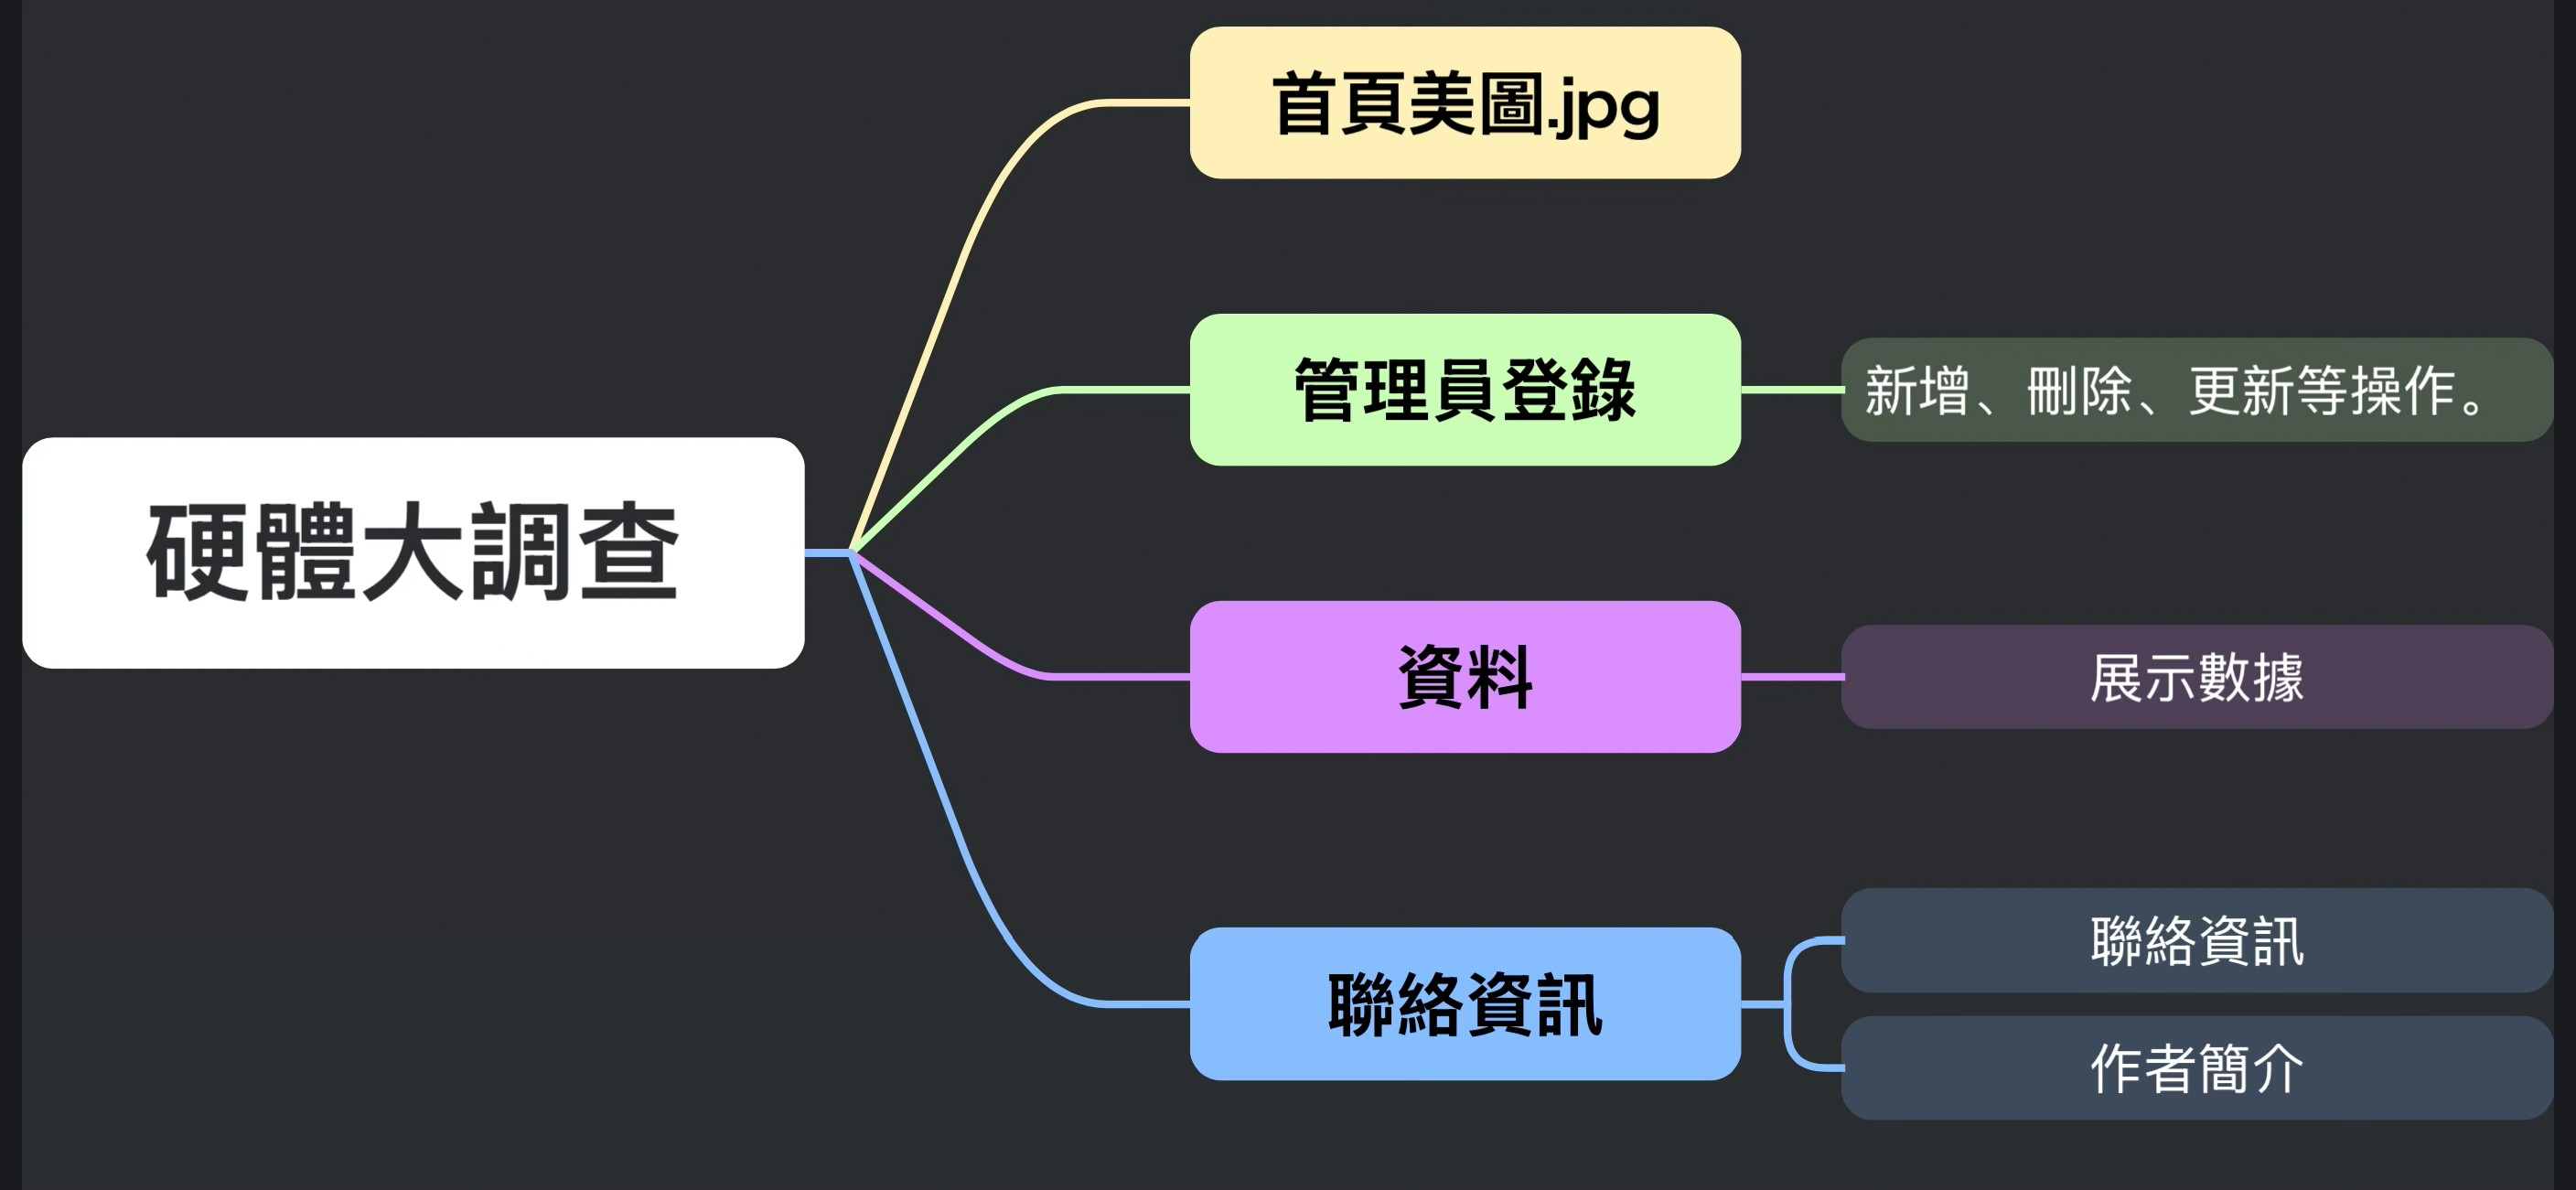 硬體大調查
首頁美圖.jpg
管理員登錄
新增、刪除、更新等操作。
資料
展示數據
聯絡資訊
聯絡資訊
作者簡介